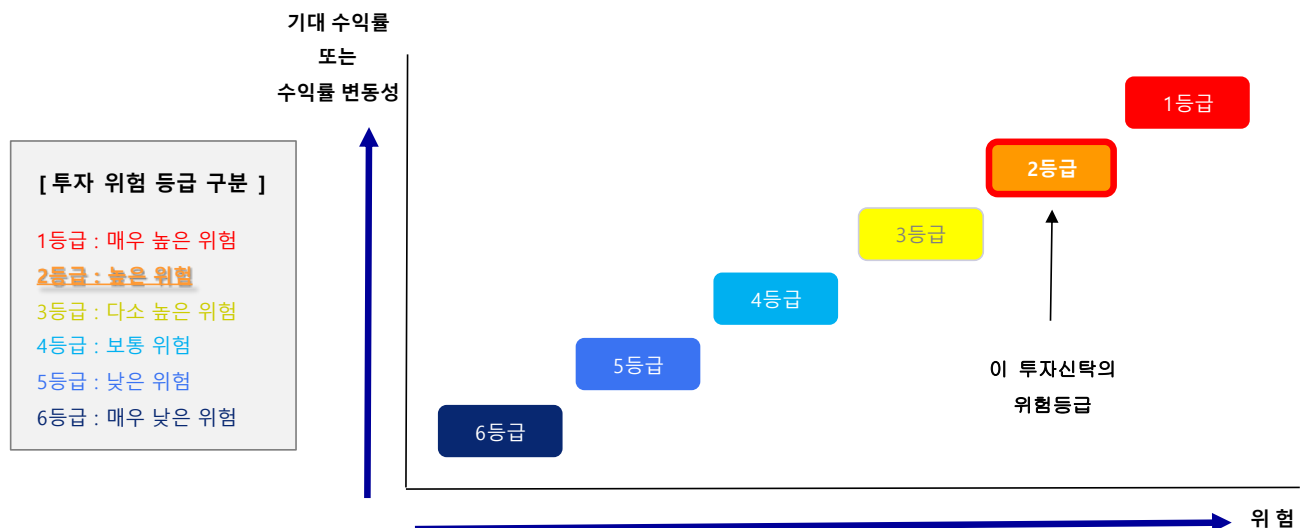 기대 수익률
또는
수익률 변동성
[ 투자 위험 등급 구분 ]
1등급 : 매우 높은 위험
2등급 : 높은 위험
3등급 : 다소 높은 위험
4등급 : 보통 위험
5등급 : 낮은 위험
6등급 : 매우 낮은 위험
1등급
2등급
3등급
4등급
5등급
6등급
이 투자신탁의
위험등급
위 험